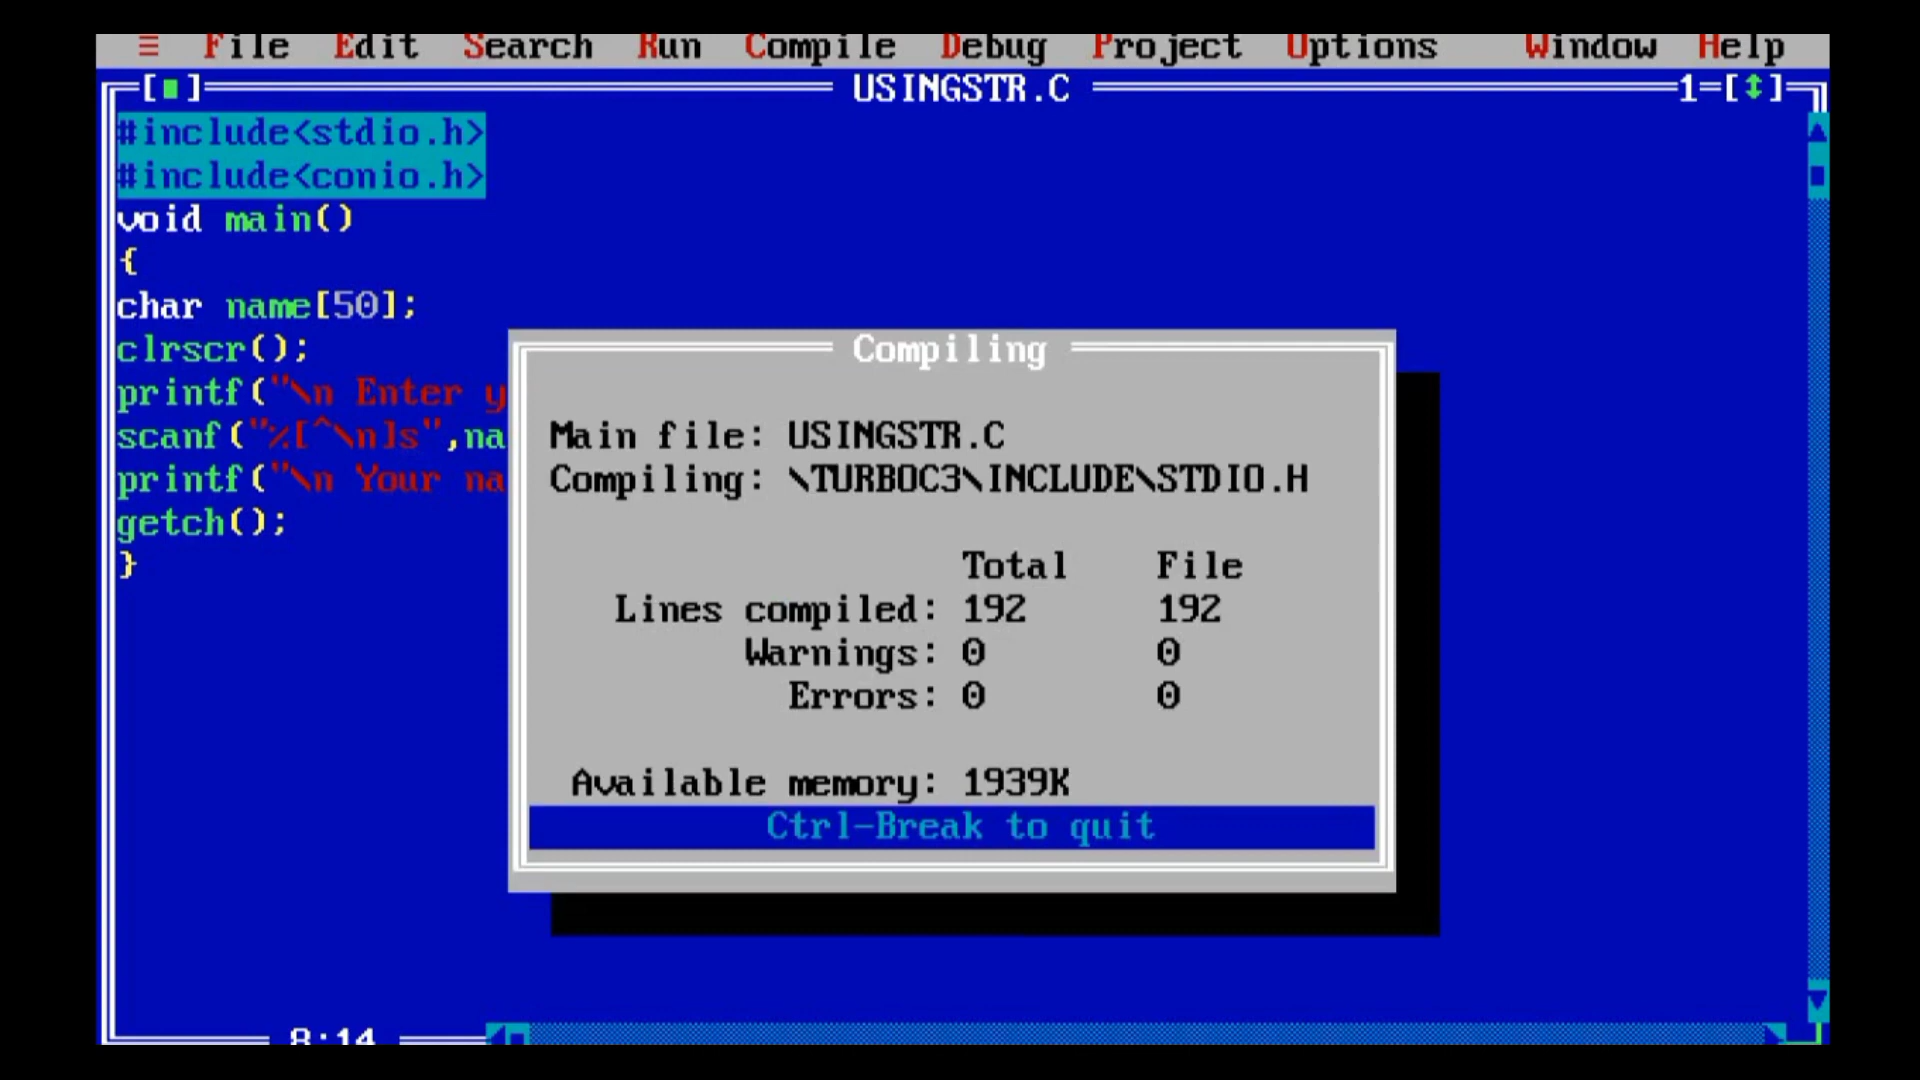 ≡ File Edit Search Run Compile Debug Project Options Window Help
[■] USINGSTR.C 1=[↕]
#include<stdio.h>
#include<conio.h>
void main()
{
char name[50];
clrscr();
printf("\n Enter y
scanf("%[^\n]s",na
printf("\n Your na
getch();
}
Compiling
Main file: USINGSTR.C
Compiling: \TURBOC3\INCLUDE\STDIO.H
Total File
Lines compiled: 192 192
Warnings: 0 0
Errors: 0 0
Available memory: 1939K
Ctrl-Break to quit
8:14